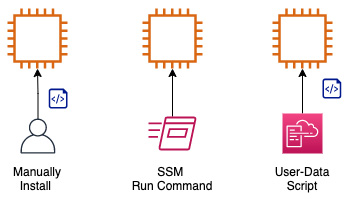 Manually
Install
SSM
Run Command
User-Data
Script